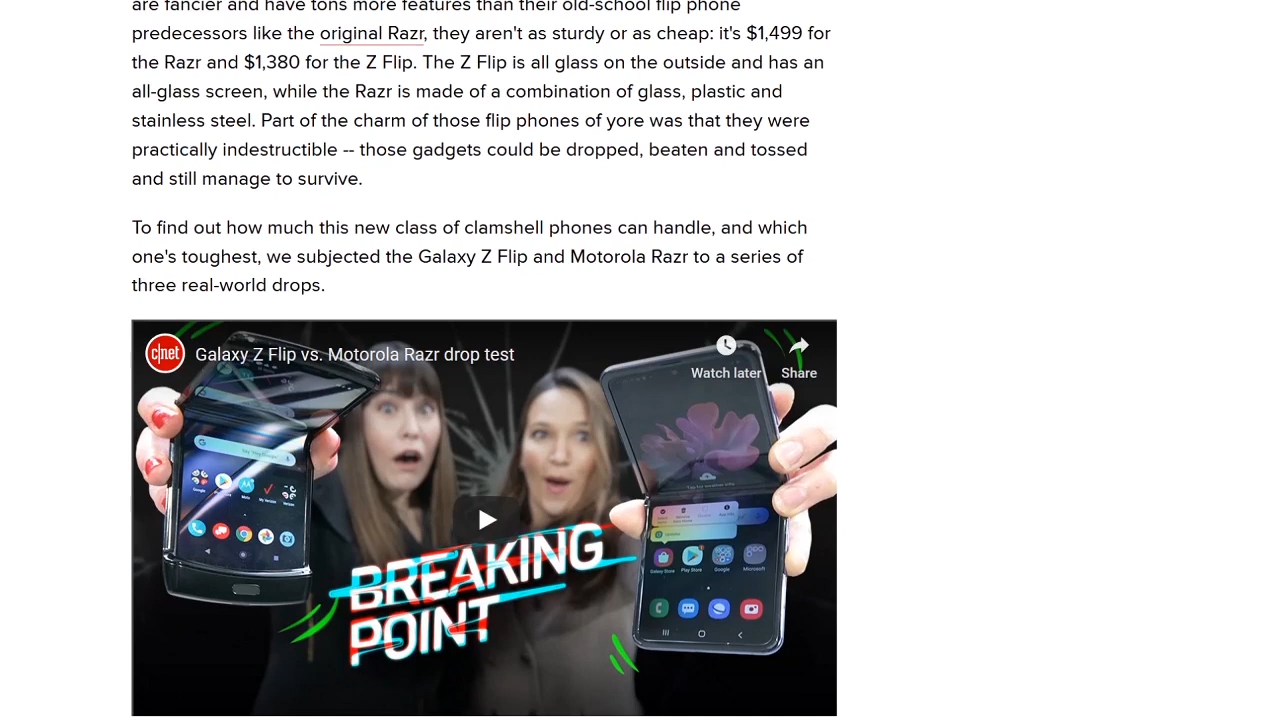 are fancier and have tons more features than their old-school flip phone
predecessors like the original Razr, they aren't as sturdy or as cheap: it's $1,499 for
the Razr and $1,380 for the Z Flip. The Z Flip is all glass on the outside and has an
all-glass screen, while the Razr is made of a combination of glass, plastic and
stainless steel. Part of the charm of those flip phones of yore was that they were
practically indestructible -- those gadgets could be dropped, beaten and tossed
and still manage to survive.
To find out how much this new class of clamshell phones can handle, and which
one's toughest, we subjected the Galaxy Z Flip and Motorola Razr to a series of
three real-world drops.
c|net
Galaxy Z Flip vs. Motorola Razr drop test
Watch later
Share
BREAKING
POINT
Galaxy Store Play Store Google Microsoft